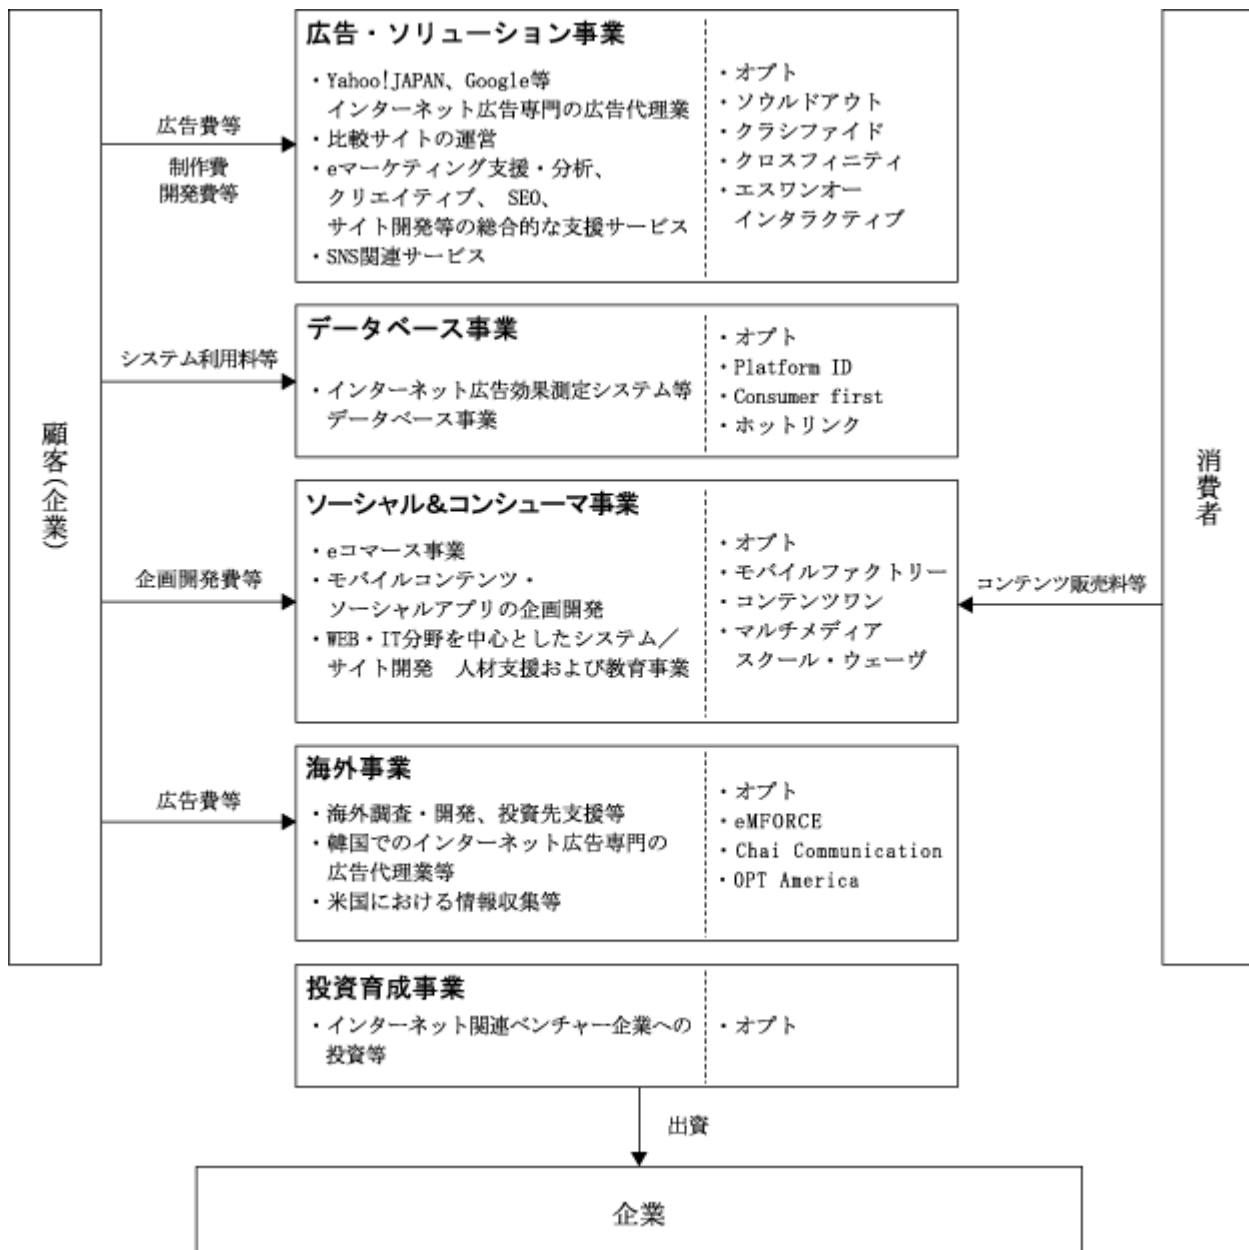 顧客(企業)
広告費等
制作費
開発費等
広告・ソリューション事業
・Yahoo!JAPAN、Google等
インターネット広告専門の広告代理業
・比較サイトの運営
・eマーケティング支援・分析、
クリエイティブ、 SEO、
サイト開発等の総合的な支援サービス
・SNS関連サービス
・オプト
・ソウルドアウト
・クラシファイド
・クロスフィニティ
・エスワンオー
インタラクティブ
システム利用料等
データベース事業
・インターネット広告効果測定システム等
データベース事業
・オプト
・Platform ID
・Consumer first
・ホットリンク
企画開発費等
ソーシャル&コンシューマ事業
・eコマース事業
・モバイルコンテンツ・
ソーシャルアプリの企画開発
・WEB・IT分野を中心としたシステム／
サイト開発　人材支援および教育事業
・オプト
・モバイルファクトリー
・コンテンツワン
・マルチメディア
スクール・ウェーヴ
コンテンツ販売料等
消費者
広告費等
海外事業
・海外調査・開発、投資先支援等
・韓国でのインターネット広告専門の
広告代理業等
・米国における情報収集等
・オプト
・eMFORCE
・Chai Communication
・OPT America
投資育成事業
・インターネット関連ベンチャー企業への
投資等
・オプト
出資
企業